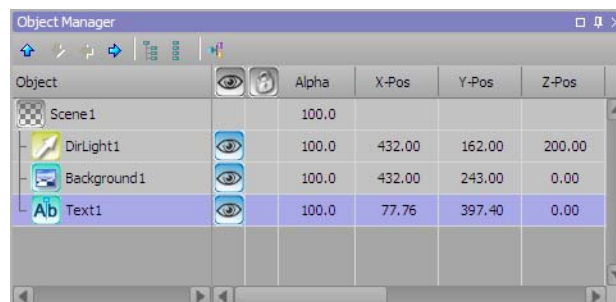 Object Manager
Object Alpha X-Pos Y-Pos Z-Pos
Scene1 100.0
DirLight1 100.0 432.00 162.00 200.00
Background1 100.0 432.00 243.00 0.00
Ab Text1 100.0 77.76 397.40 0.00